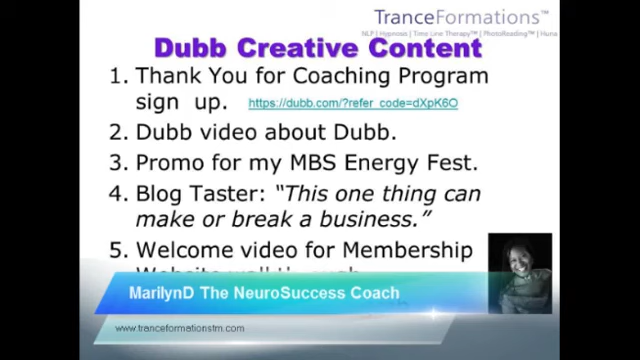 TranceFormations™
NLP | Hypnosis | Time Line Therapy™ | PhotoReading™ | Huna
Dubb Creative Content
1. Thank You for Coaching Program
sign up. https://dubb.com/?refer_code=dXpK6O
2. Dubb video about Dubb.
3. Promo for my MBS Energy Fest.
4. Blog Taster: “This one thing can
make or break a business.”
5. Welcome video for Membership
Website
MarilynD The NeuroSuccess Coach
www.tranceformationstm.com